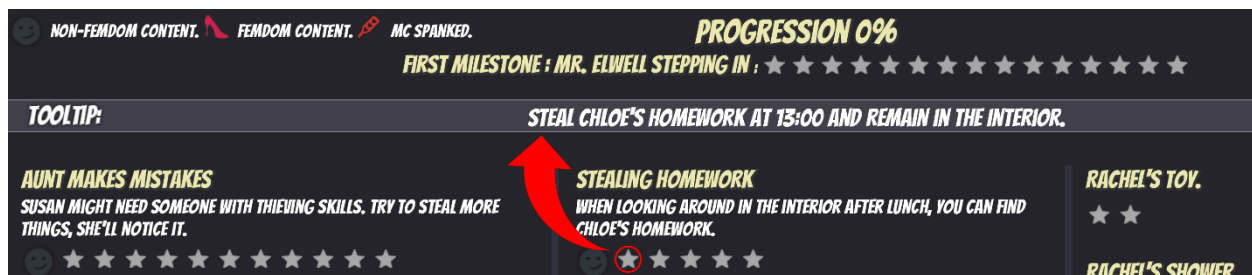 NON-FEMDOM CONTENT. FEMDOM CONTENT. MC SPANKED.
PROGRESSION 0%
FIRST MILESTONE : MR. ELWELL STEPPING IN :
TOOLTIP:
STEAL CHLOE'S HOMEWORK AT 13:00 AND REMAIN IN THE INTERIOR.
AUNT MAKES MISTAKES
SUSAN MIGHT NEED SOMEONE WITH THIEVING SKILLS. TRY TO STEAL MORE
THINGS, SHE'LL NOTICE IT.
STEALING HOMEWORK
WHEN LOOKING AROUND IN THE INTERIOR AFTER LUNCH, YOU CAN FIND
CHLOE'S HOMEWORK.
RACHEL'S TOY.
RACHEL'S SHOWER